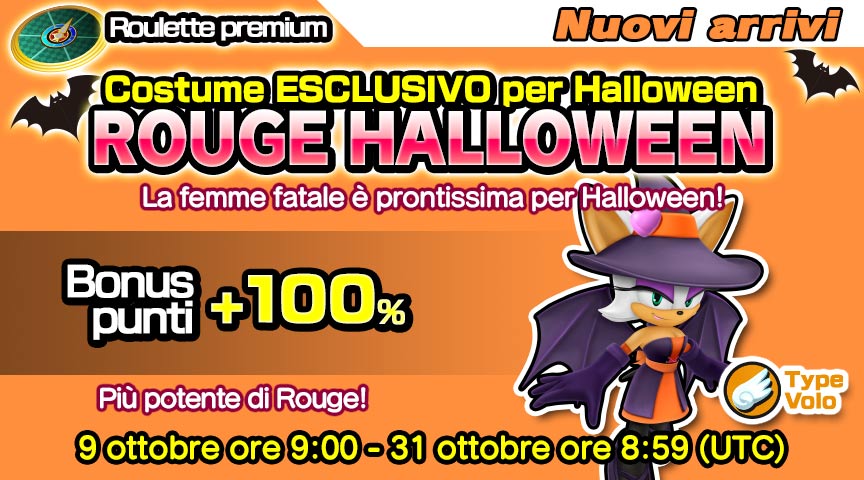 Roulette premium
Nuovi arrivi
Costume ESCLUSIVO per Halloween
ROUGE HALLOWEEN
La femme fatale è prontissima per Halloween!
Bonus
punti
+100%
Più potente di Rouge!
Type
Volo
9 ottobre ore 9:00 - 31 ottobre ore 8:59 (UTC)